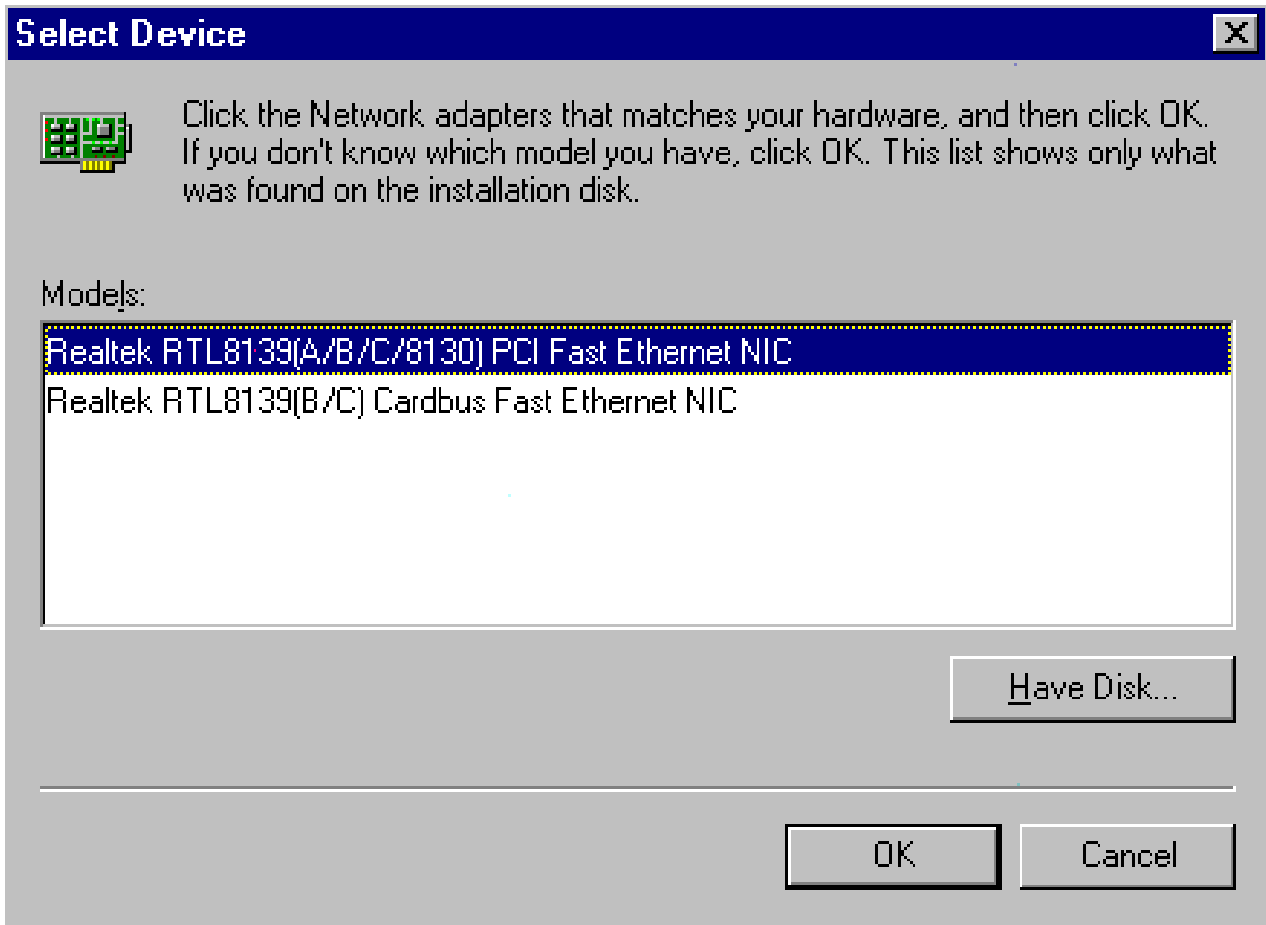 Select Device
Click the Network adapters that matches your hardware, and then click OK.
If you don't know which model you have, click OK. This list shows only what
was found on the installation disk.
Models:
Realtek RTL8139(A/B/C/8130) PCI Fast Ethernet NIC
Realtek RTL8139(B/C) Cardbus Fast Ethernet NIC
Have Disk...
OK
Cancel